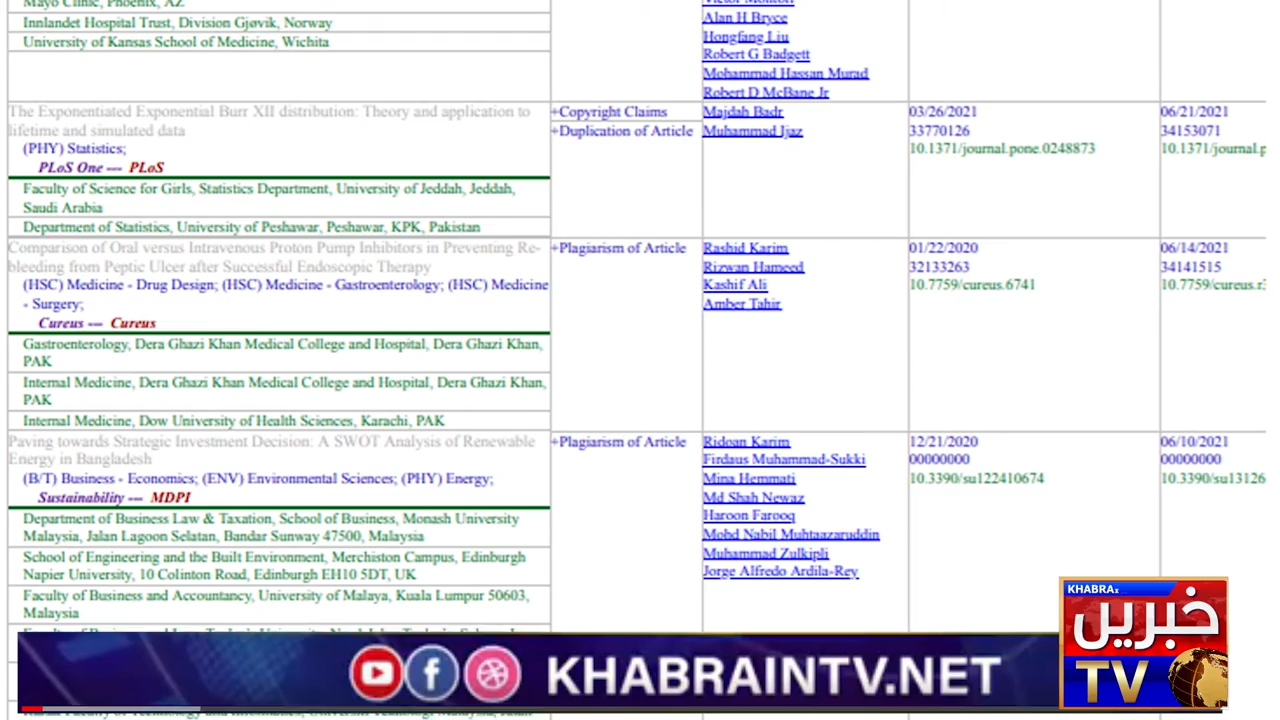 Mayo Clinic, Phoenix, AZ
Innlandet Hospital Trust, Division Gjøvik, Norway
University of Kansas School of Medicine, Wichita
Victor Montori
Alan H Bryce
Hongfang Liu
Robert G Badgett
Mohammad Hassan Murad
Robert D McBane Jr
The Exponentiated Exponential Burr XII distribution: Theory and application to
lifetime and simulated data
(PHY) Statistics;
PLoS One --- PLoS
Faculty of Science for Girls, Statistics Department, University of Jeddah, Jeddah,
Saudi Arabia
Department of Statistics, University of Peshawar, Peshawar, KPK, Pakistan
+Copyright Claims
+Duplication of Article
Majdah Badr
Muhammad Ijaz
03/26/2021
33770126
10.1371/journal.pone.0248873
06/21/2021
34153071
10.1371/journal.p
Comparison of Oral versus Intravenous Proton Pump Inhibitors in Preventing Re-
bleeding from Peptic Ulcer after Successful Endoscopic Therapy
(HSC) Medicine - Drug Design; (HSC) Medicine - Gastroenterology; (HSC) Medicine
- Surgery;
Cureus --- Cureus
Gastroenterology, Dera Ghazi Khan Medical College and Hospital, Dera Ghazi Khan,
PAK
Internal Medicine, Dera Ghazi Khan Medical College and Hospital, Dera Ghazi Khan,
PAK
Internal Medicine, Dow University of Health Sciences, Karachi, PAK
+Plagiarism of Article
Rashid Karim
Rizwan Hameed
Kashif Ali
Amber Tahir
01/22/2020
32133263
10.7759/cureus.6741
06/14/2021
34141515
10.7759/cureus.r3
Paving towards Strategic Investment Decision: A SWOT Analysis of Renewable
Energy in Bangladesh
(B/T) Business - Economics; (ENV) Environmental Sciences; (PHY) Energy;
Sustainability --- MDPI
Department of Business Law & Taxation, School of Business, Monash University
Malaysia, Jalan Lagoon Selatan, Bandar Sunway 47500, Malaysia
School of Engineering and the Built Environment, Merchiston Campus, Edinburgh
Napier University, 10 Colinton Road, Edinburgh EH10 5DT, UK
Faculty of Business and Accountancy, University of Malaya, Kuala Lumpur 50603,
Malaysia
+Plagiarism of Article
Ridoan Karim
Firdaus Muhammad-Sukki
Mina Hemmati
Md Shah Newaz
Haroon Farooq
Mohd Nabil Muhtaazaruddin
Muhammad Zulkipli
Jorge Alfredo Ardila-Rey
12/21/2020
00000000
10.3390/su122410674
06/10/2021
00000000
10.3390/su13126
KHABRAINTV.NET
KHABRA
خبریں
TV